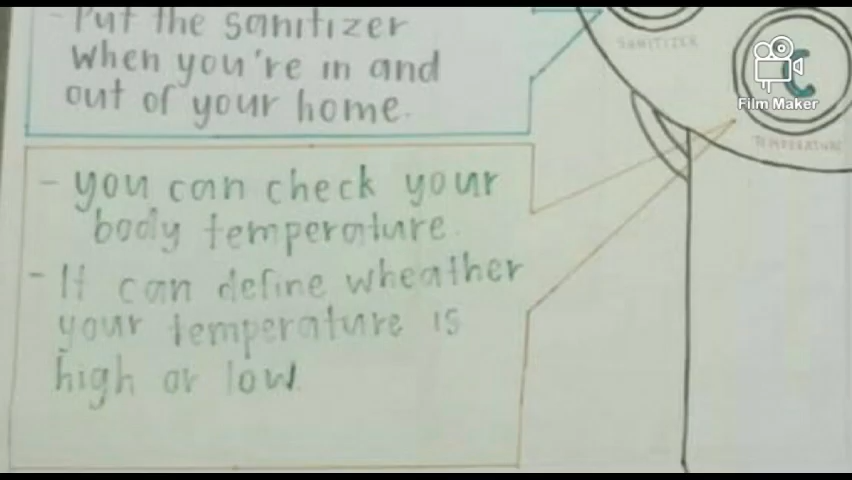 - Put the sanitizer
when you're in and
out of your home.
- you can check your
body temperature.
- It can define wheather
your temperature is
high or low.
SANITIZER
C
Film Maker
TEMPERATURE